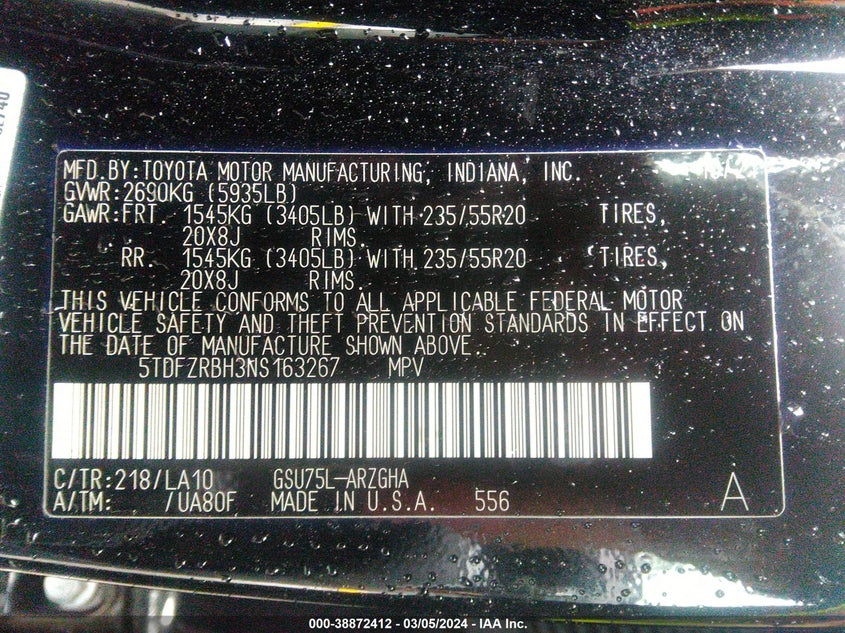 MFD.BY:TOYOTA MOTOR MANUFACTURING, INDIANA, INC.
GVWR:2690KG (5935LB)
GAWR:FRT. 1545KG (3405LB) WITH 235/55R20 TIRES,
20X8J RIMS.
RR. 1545KG (3405LB) WITH 235/55R20 TIRES,
20X8J RIMS.
THIS VEHICLE CONFORMS TO ALL APPLICABLE FEDERAL MOTOR
VEHICLE SAFETY AND THEFT PREVENTION STANDARDS IN EFFECT ON
THE DATE OF MANUFACTURE SHOWN ABOVE.
5TDFZRBH3NS163267 MPV
C/TR:218/LA10 GSU75L-ARZGHA
A/TM: /UA80F MADE IN U.S.A. 556 A
000-38872412 - 03/05/2024 - IAA Inc.